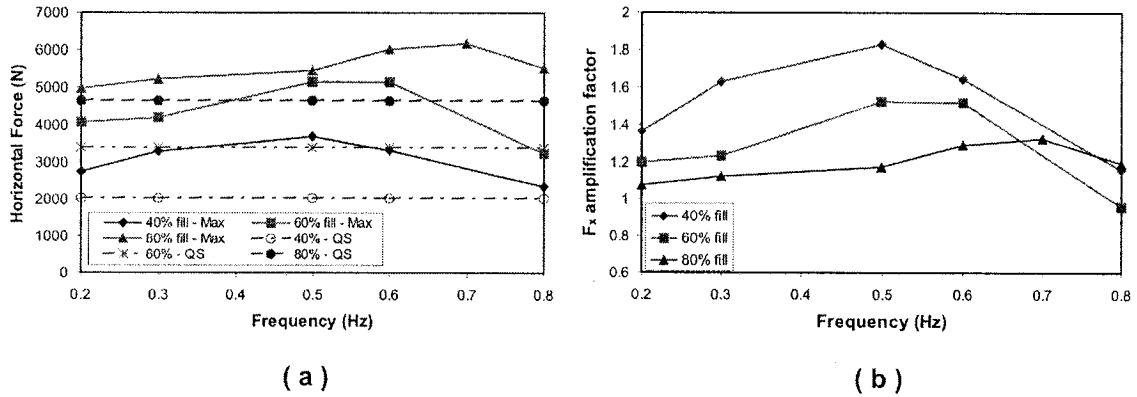 7000
6000
5000
4000
3000
2000
1000
0
Horizontal Force (N)
40% fill - Max
60% fill - Max
80% fill - Max
40% - QS
60% - QS
80% - QS
0.2 0.3 0.4 0.5 0.6 0.7 0.8
Frequency (Hz)
( a )
2
1.8
1.6
1.4
1.2
1
0.8
0.6
Fx amplification factor
40% fill
60% fill
80% fill
0.2 0.3 0.4 0.5 0.6 0.7 0.8
Frequency (Hz)
( b )